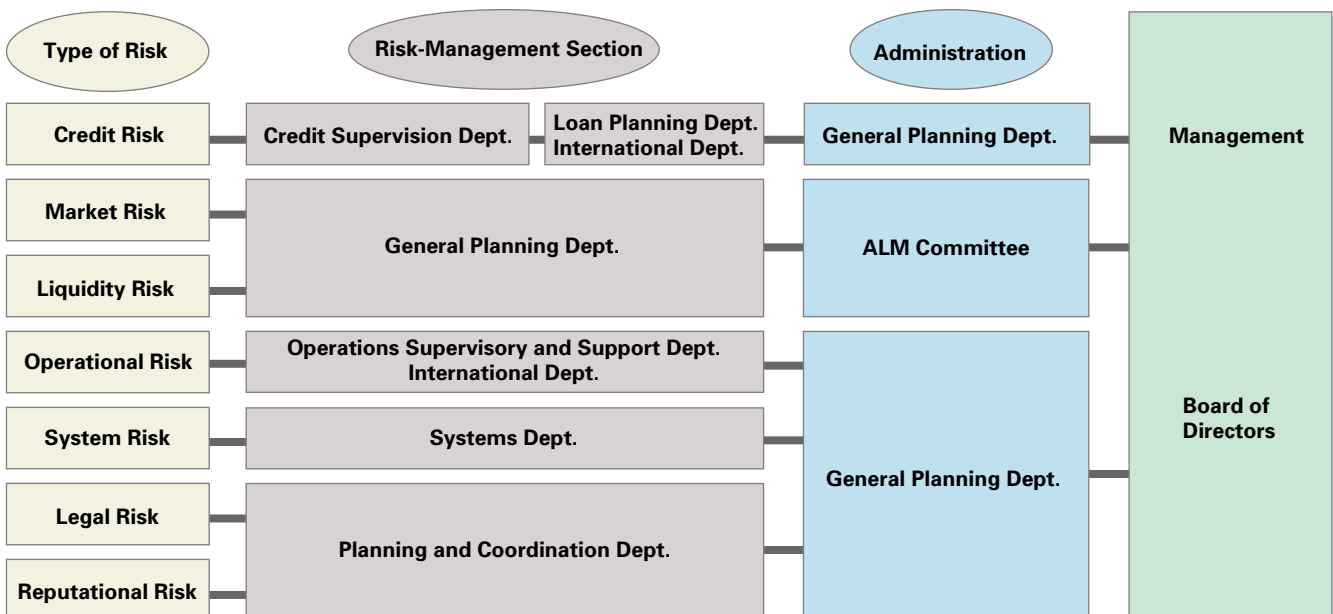 Type of Risk
Risk-Management Section
Administration
Credit Risk
Credit Supervision Dept.
Loan Planning Dept.
International Dept.
General Planning Dept.
Management
Market Risk
General Planning Dept.
ALM Committee
Liquidity Risk
Operational Risk
Operations Supervisory and Support Dept.
International Dept.
Board of
Directors
System Risk
Systems Dept.
General Planning Dept.
Legal Risk
Planning and Coordination Dept.
Reputational Risk